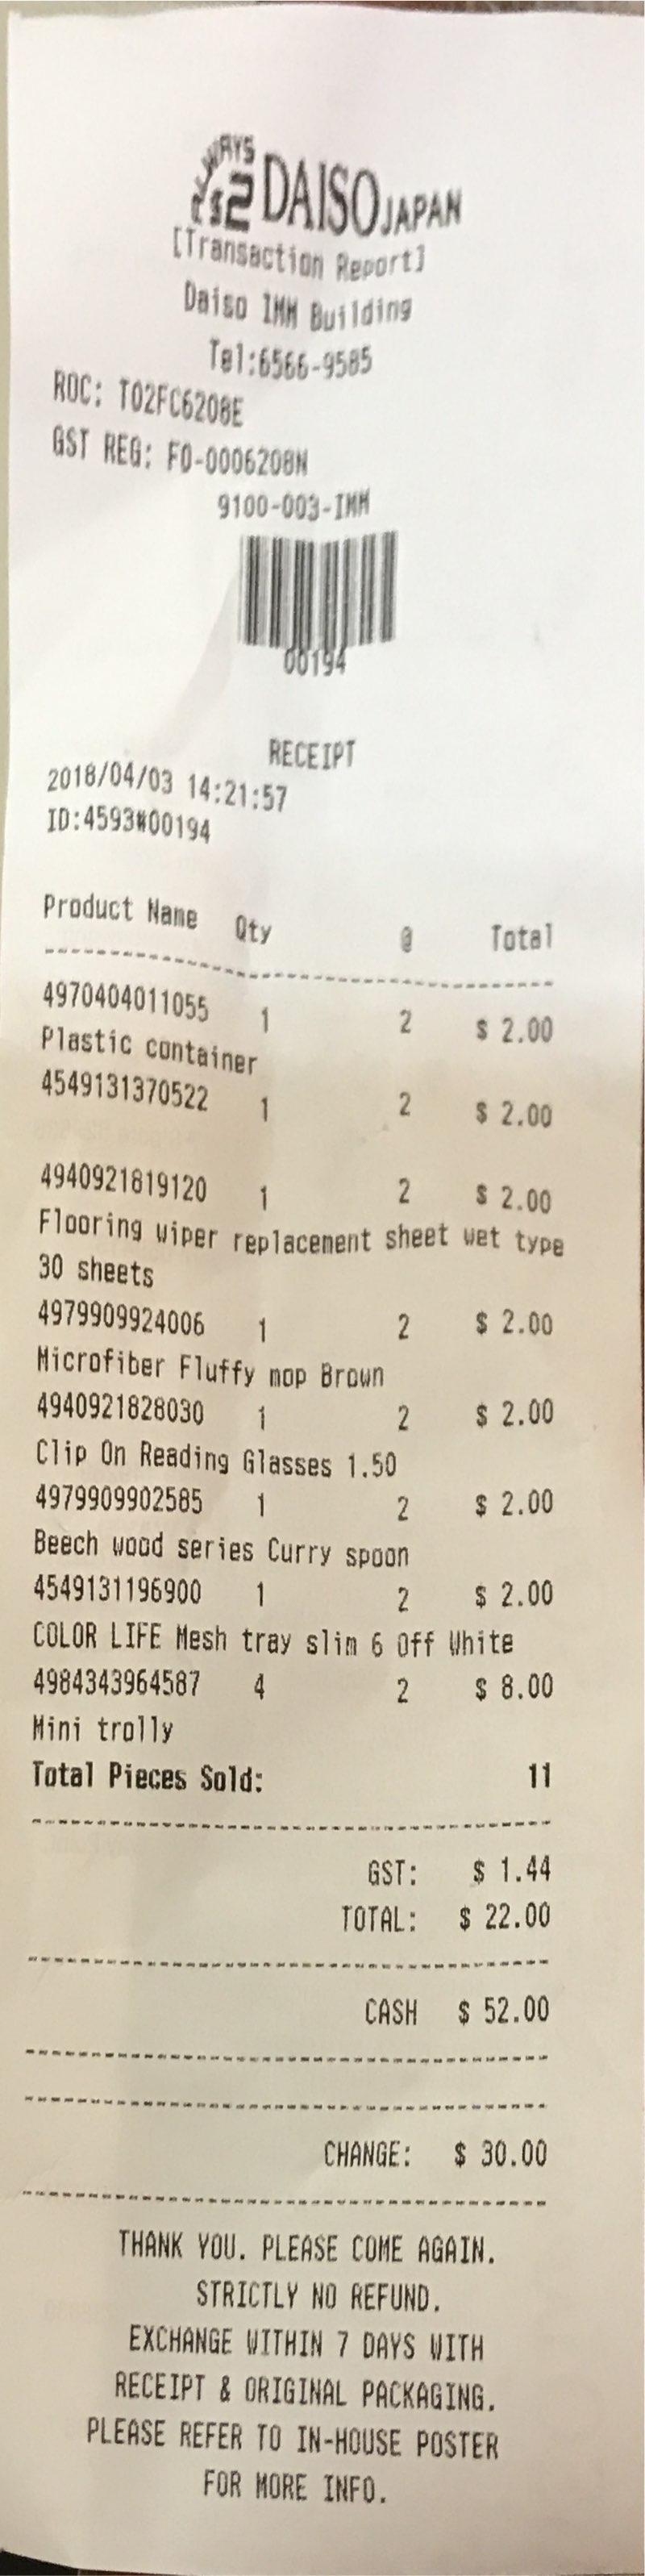 ALWAYS
IT'S $2 DAISO JAPAN
[Transaction Report]
Daiso IMM Building
Tel:6566-9585
ROC: T02FC6208E
GST REG: F0-0006208N
9100-003-IMM
00194
RECEIPT
2018/04/03 14:21:57
ID:4593#00194
Product Name Qty @ Total
4970404011055 1 2 $ 2.00
Plastic container
4549131370522 1 2 $ 2.00
4940921819120 1 2 $ 2.00
Flooring wiper replacement sheet wet type
30 sheets
4979909924006 1 2 $ 2.00
Microfiber Fluffy mop Brown
4940921828030 1 2 $ 2.00
Clip On Reading Glasses 1.50
4979909902585 1 2 $ 2.00
Beech wood series Curry spoon
4549131196900 1 2 $ 2.00
COLOR LIFE Mesh tray slim 6 Off White
4984343964587 4 2 $ 8.00
Mini trolly
Total Pieces Sold: 11
GST: $ 1.44
TOTAL: $ 22.00
CASH $ 52.00
CHANGE: $ 30.00
THANK YOU. PLEASE COME AGAIN.
STRICTLY NO REFUND.
EXCHANGE WITHIN 7 DAYS WITH
RECEIPT & ORIGINAL PACKAGING.
PLEASE REFER TO IN-HOUSE POSTER
FOR MORE INFO.